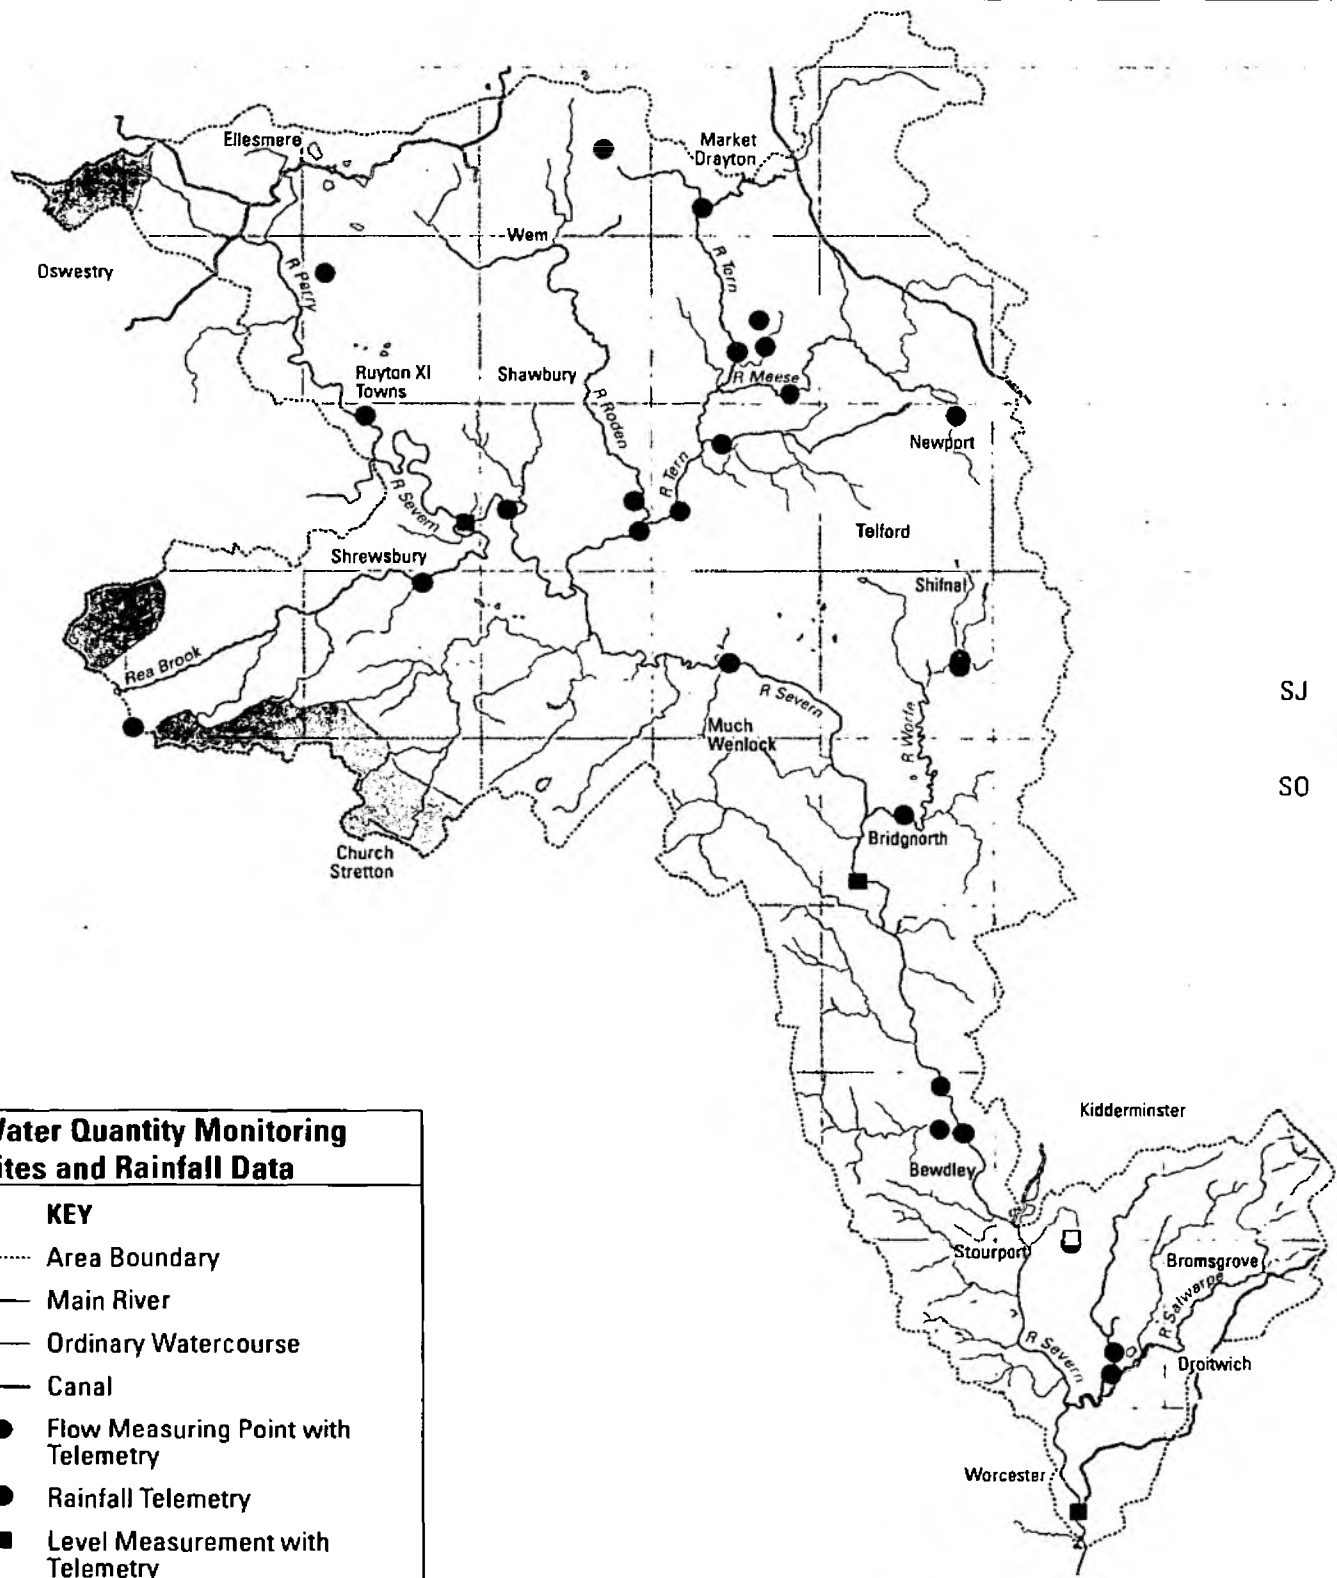 Ellesmere
Market
Drayton
Wem
Oswestry
R Perry
R Tern
Ruyton XI
Towns
Shawbury
R Meese
R Roden
Newport
R Tern
R Severn
Telford
Shrewsbury
Shifnal
Rea Brook
SJ
R Severn
Much
Wenlock
R Worfe
SO
Bridgnorth
Church
Stretton
Kidderminster
Bewdley
Stourport
Bromsgrove
R Salwarpe
R Severn
Droitwich
Worcester
Water Quantity Monitoring
ites and Rainfall Data
KEY
Area Boundary
Main River
Ordinary Watercourse
Canal
Flow Measuring Point with
Telemetry
Rainfall Telemetry
Level Measurement with
Telemetry